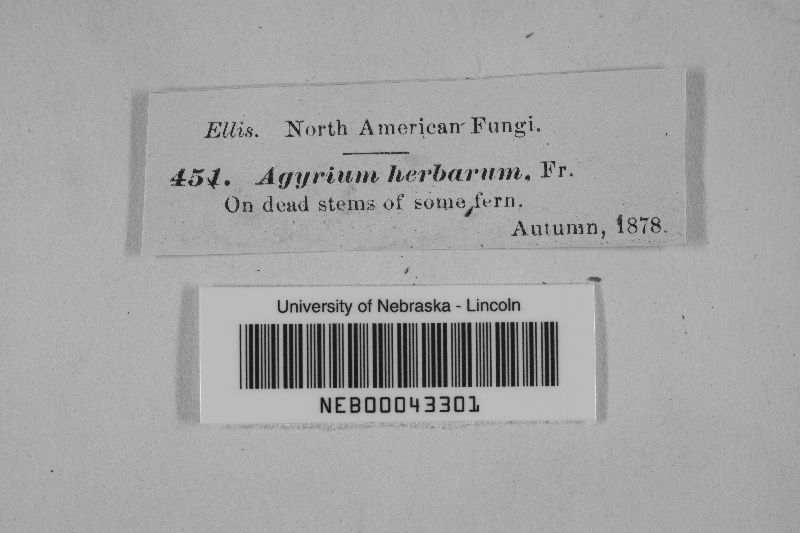 Ellis. North American Fungi.
451. Agyrium herbarum. Fr.
On dead stems of some fern.
Autumn, 1878.
University of Nebraska - Lincoln
NEB00043301